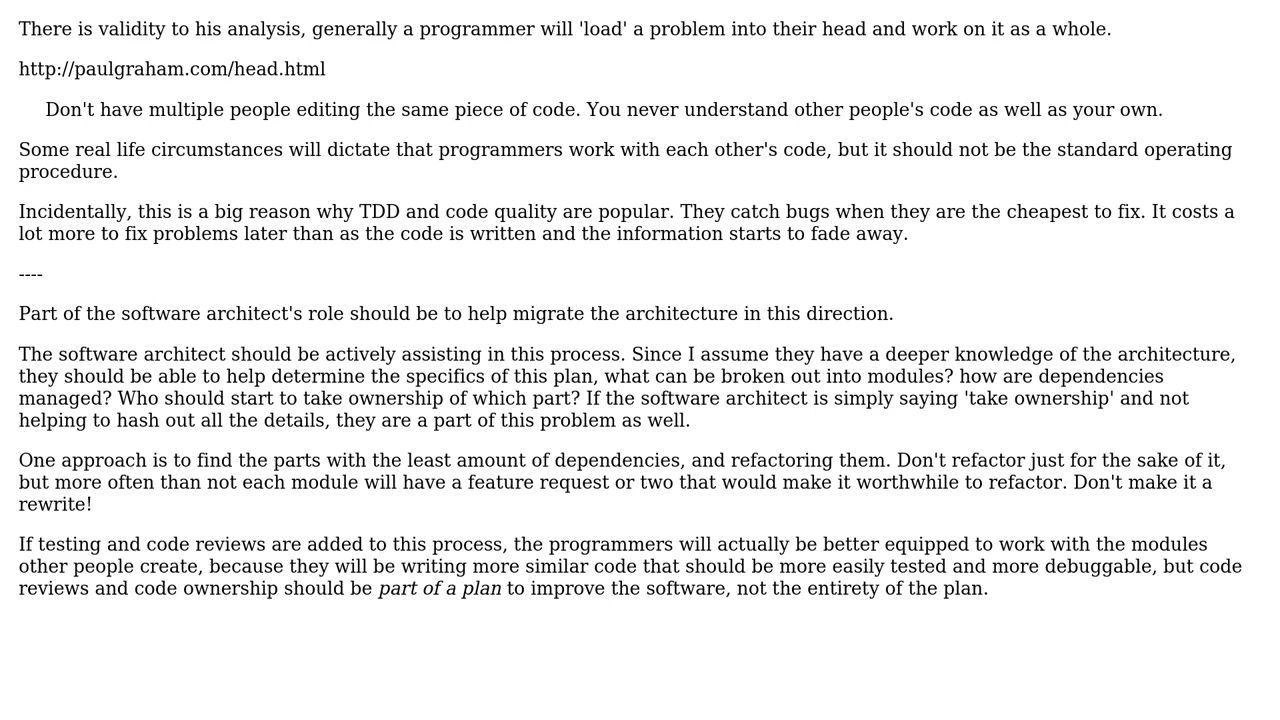 There is validity to his analysis, generally a programmer will 'load' a problem into their head and work on it as a whole.
http://paulgraham.com/head.html
Don't have multiple people editing the same piece of code. You never understand other people's code as well as your own.
Some real life circumstances will dictate that programmers work with each other's code, but it should not be the standard operating
procedure.
Incidentally, this is a big reason why TDD and code quality are popular. They catch bugs when they are the cheapest to fix. It costs a
lot more to fix problems later than as the code is written and the information starts to fade away.
----
Part of the software architect's role should be to help migrate the architecture in this direction.
The software architect should be actively assisting in this process. Since I assume they have a deeper knowledge of the architecture,
they should be able to help determine the specifics of this plan, what can be broken out into modules? how are dependencies
managed? Who should start to take ownership of which part? If the software architect is simply saying 'take ownership' and not
helping to hash out all the details, they are a part of this problem as well.
One approach is to find the parts with the least amount of dependencies, and refactoring them. Don't refactor just for the sake of it,
but more often than not each module will have a feature request or two that would make it worthwhile to refactor. Don't make it a
rewrite!
If testing and code reviews are added to this process, the programmers will actually be better equipped to work with the modules
other people create, because they will be writing more similar code that should be more easily tested and more debuggable, but code
reviews and code ownership should be part of a plan to improve the software, not the entirety of the plan.